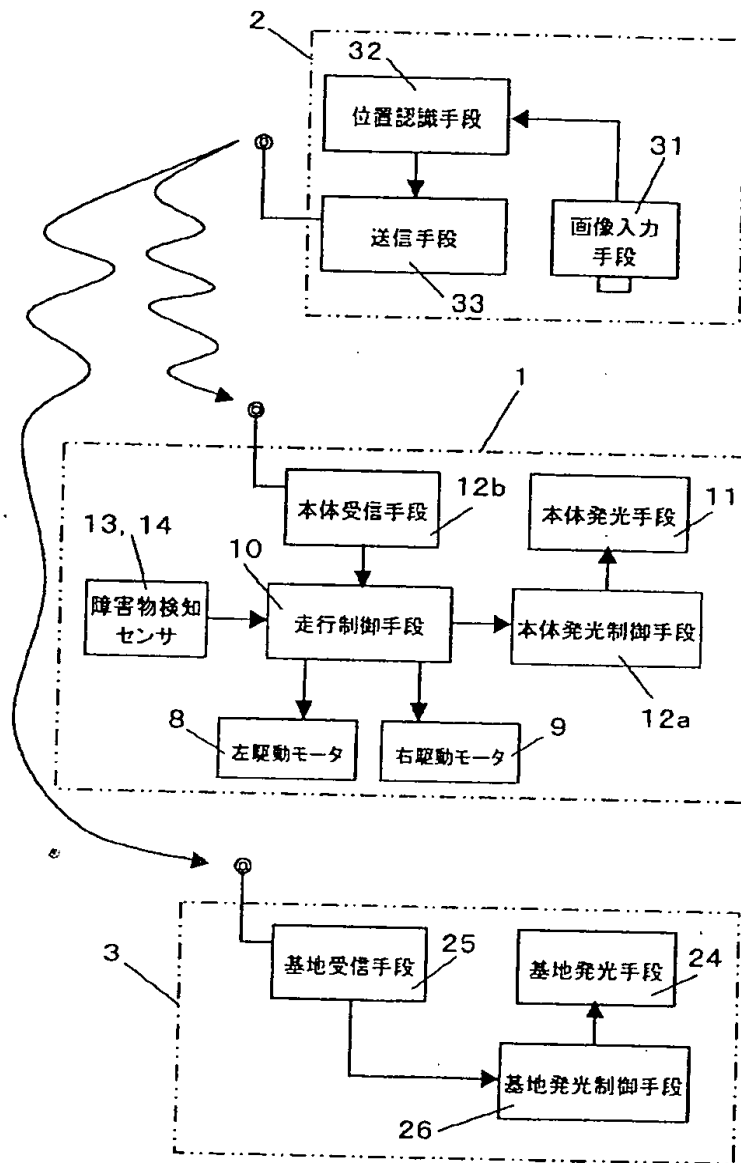 2
32
位置認識手段
31
画像入力
手段
送信手段
33
1
本体受信手段
12b
本体発光手段
11
13, 14
障害物検知
センサ
10
走行制御手段
本体発光制御手段
12a
8
左駆動モータ
右駆動モータ
9
3
基地受信手段
25
基地発光手段
24
基地発光制御手段
26